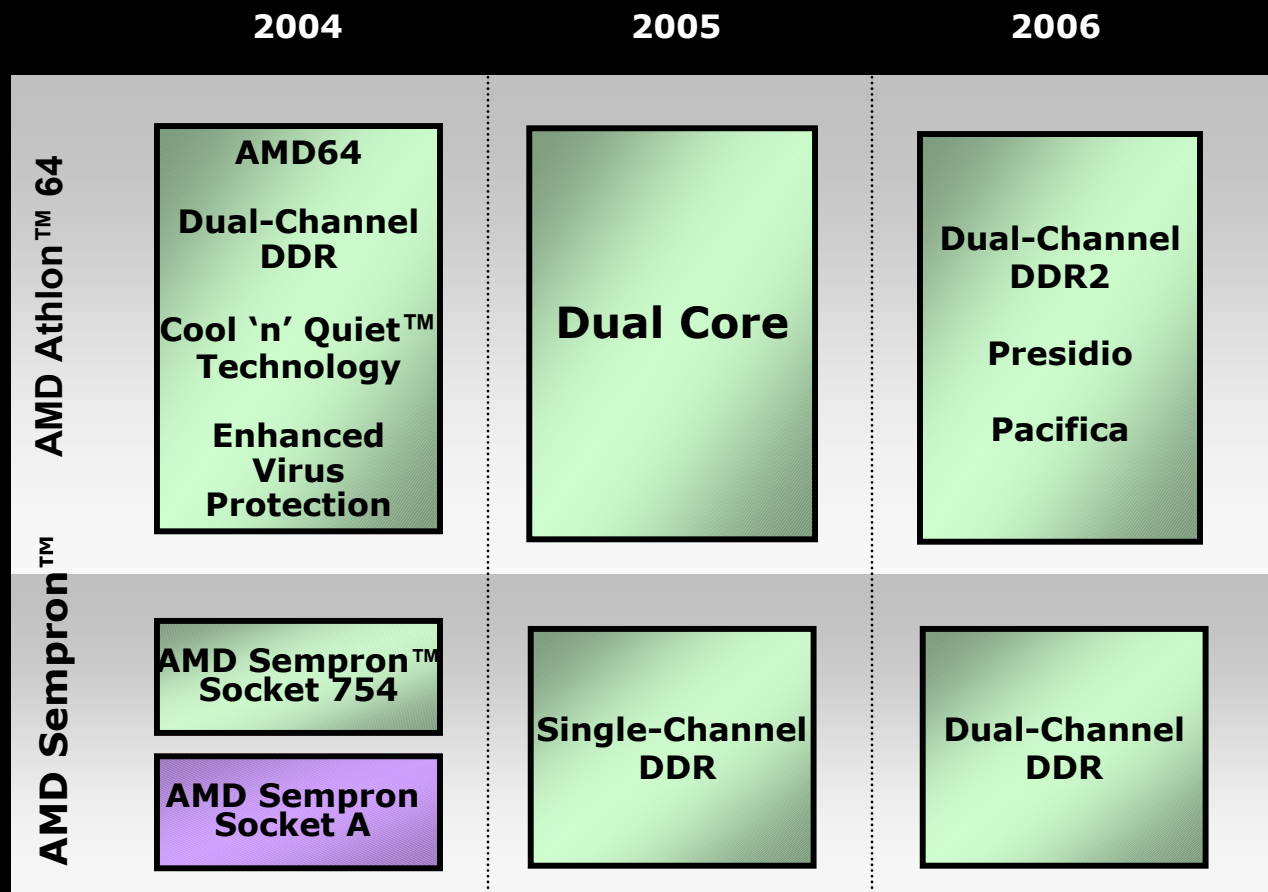 2004
2005
2006
AMD Athlon™ 64
AMD64
Dual-Channel
DDR
Cool ‘n’ Quiet™
Technology
Enhanced
Virus
Protection
Dual Core
Dual-Channel
DDR2
Presidio
Pacifica
AMD Sempron™
AMD Sempron™
Socket 754
AMD Sempron
Socket A
Single-Channel
DDR
Dual-Channel
DDR